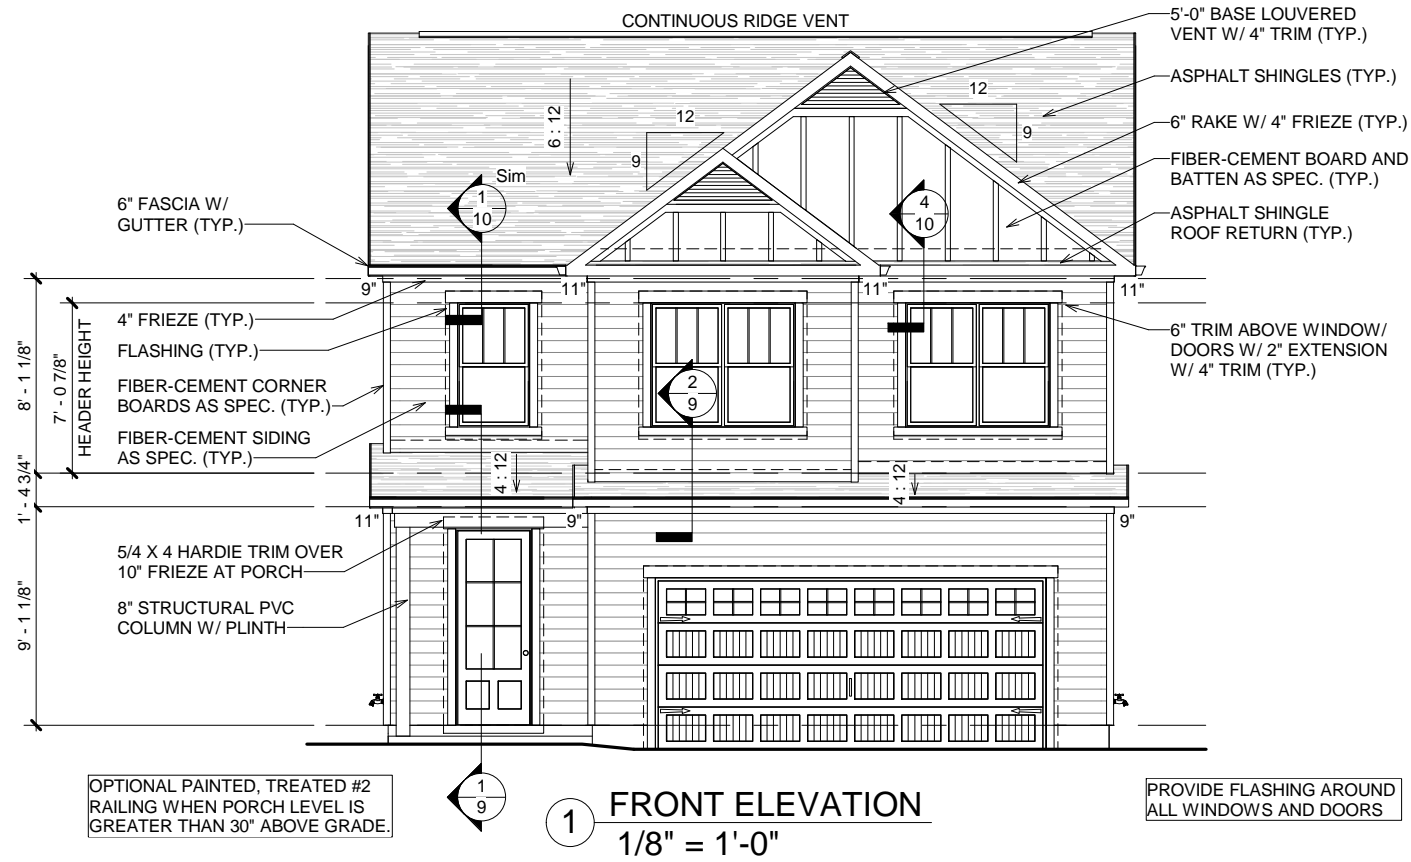 CONTINUOUS RIDGE VENT
5'-0" BASE LOUVERED
VENT W/ 4" TRIM (TYP.)
ASPHALT SHINGLES (TYP.)
6" RAKE W/ 4" FRIEZE (TYP.)
FIBER-CEMENT BOARD AND
BATTEN AS SPEC. (TYP.)
ASPHALT SHINGLE
ROOF RETURN (TYP.)
6" TRIM ABOVE WINDOW/
DOORS W/ 2" EXTENSION
W/ 4" TRIM (TYP.)
6 : 12
12
9
12
9
Sim
1
10
4
10
2
9
6" FASCIA W/
GUTTER (TYP.)
9"
11"
11"
11"
4" FRIEZE (TYP.)
FLASHING (TYP.)
FIBER-CEMENT CORNER
BOARDS AS SPEC. (TYP.)
FIBER-CEMENT SIDING
AS SPEC. (TYP.)
8' - 1 1/8"
7' - 0 7/8"
HEADER HEIGHT
1' - 4 3/4"
9' - 1 1/8"
4 : 12
4 : 12
11"
9"
9"
5/4 X 4 HARDIE TRIM OVER
10" FRIEZE AT PORCH
8" STRUCTURAL PVC
COLUMN W/ PLINTH
OPTIONAL PAINTED, TREATED #2
RAILING WHEN PORCH LEVEL IS
GREATER THAN 30" ABOVE GRADE.
1
9
1
FRONT ELEVATION
1/8" = 1'-0"
PROVIDE FLASHING AROUND
ALL WINDOWS AND DOORS